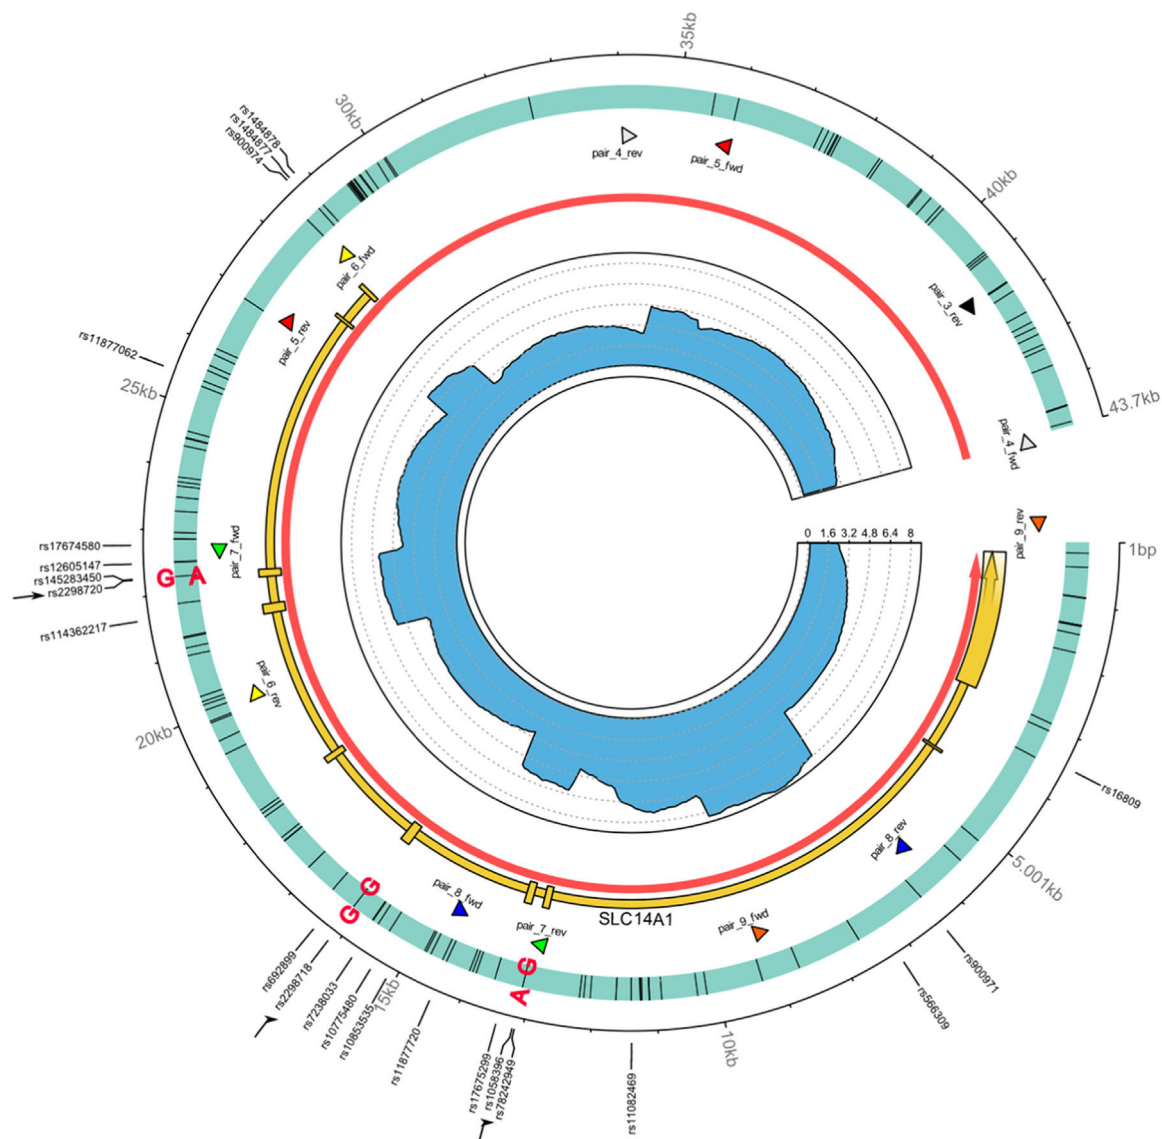 35kb
30kb
rs1484878
rs1484877
rs900974
pair_4_rev
pair_5_fwd
40kb
pair_6_fwd
pair_3_rev
pair_5_rev
rs11877062
25kb
43.7kb
pair_4_fwd
pair_9_rev
pair_7_fwd
0 1.6 3.2 4.8 6.4 8
1bp
rs17674580
rs12605147
rs145283450
rs2298720
G A
rs114362217
pair_6_rev
20kb
rs16809
pair_8_rev
5.001kb
G G
pair_8_fwd
SLC14A1
pair_7_rev
pair_9_fwd
A G
rs692899
rs2298718
rs7238033
rs10775480
rs10853535
15kb
rs11877720
rs17675299
rs1058396
rs78242949
rs11082469
10kb
rs566309
rs900971